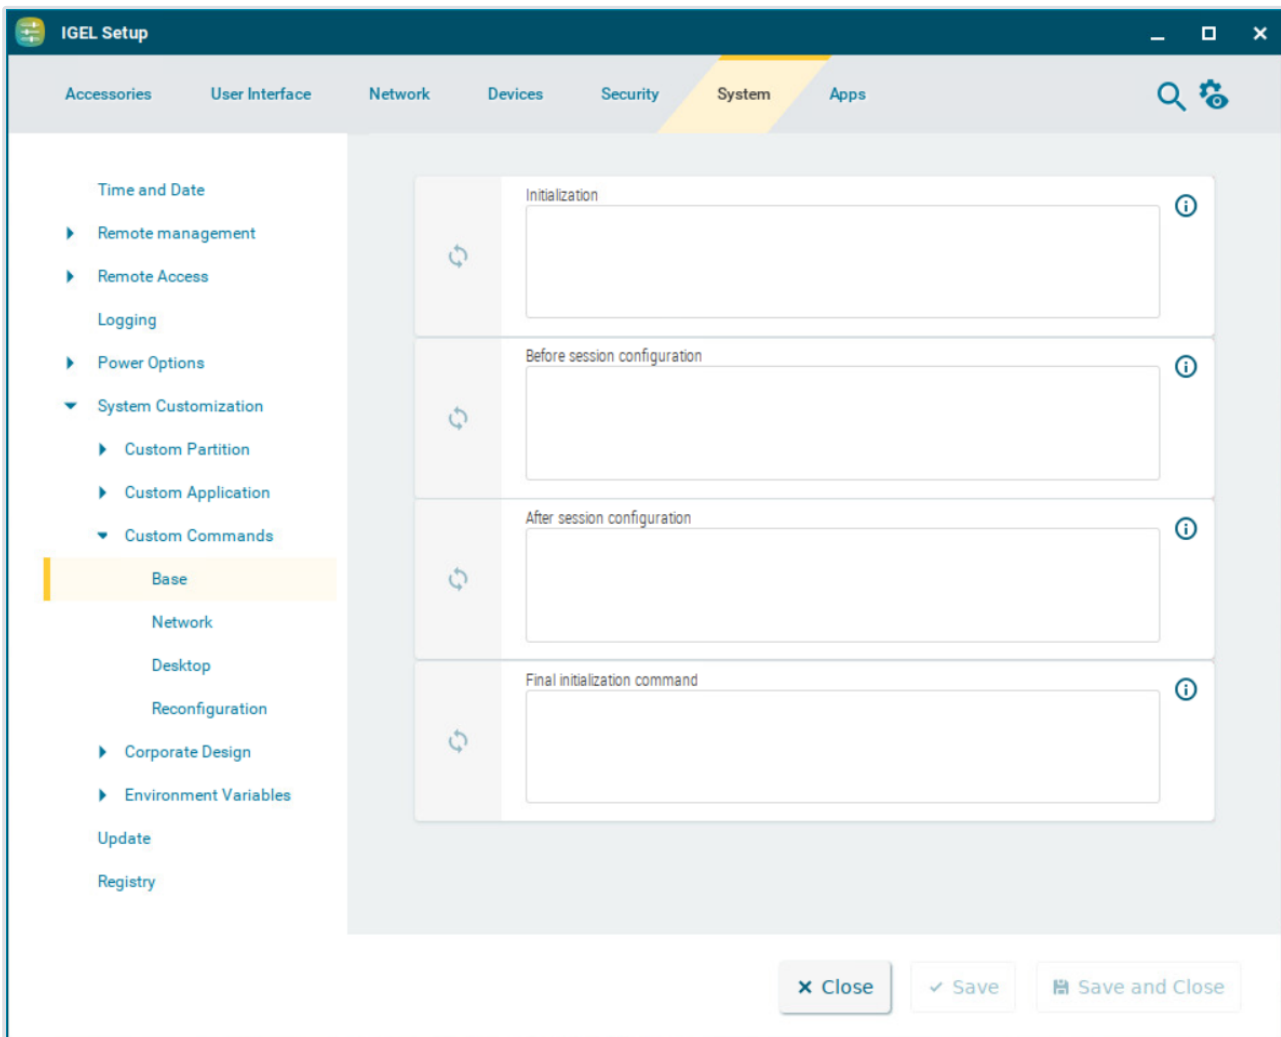 IGEL Setup
Accessories User Interface Network Devices Security System Apps
Time and Date
Remote management
Remote Access
Logging
Power Options
System Customization
Custom Partition
Custom Application
Custom Commands
Base
Network
Desktop
Reconfiguration
Corporate Design
Environment Variables
Update
Registry
Initialization
Before session configuration
After session configuration
Final initialization command
Close Save Save and Close